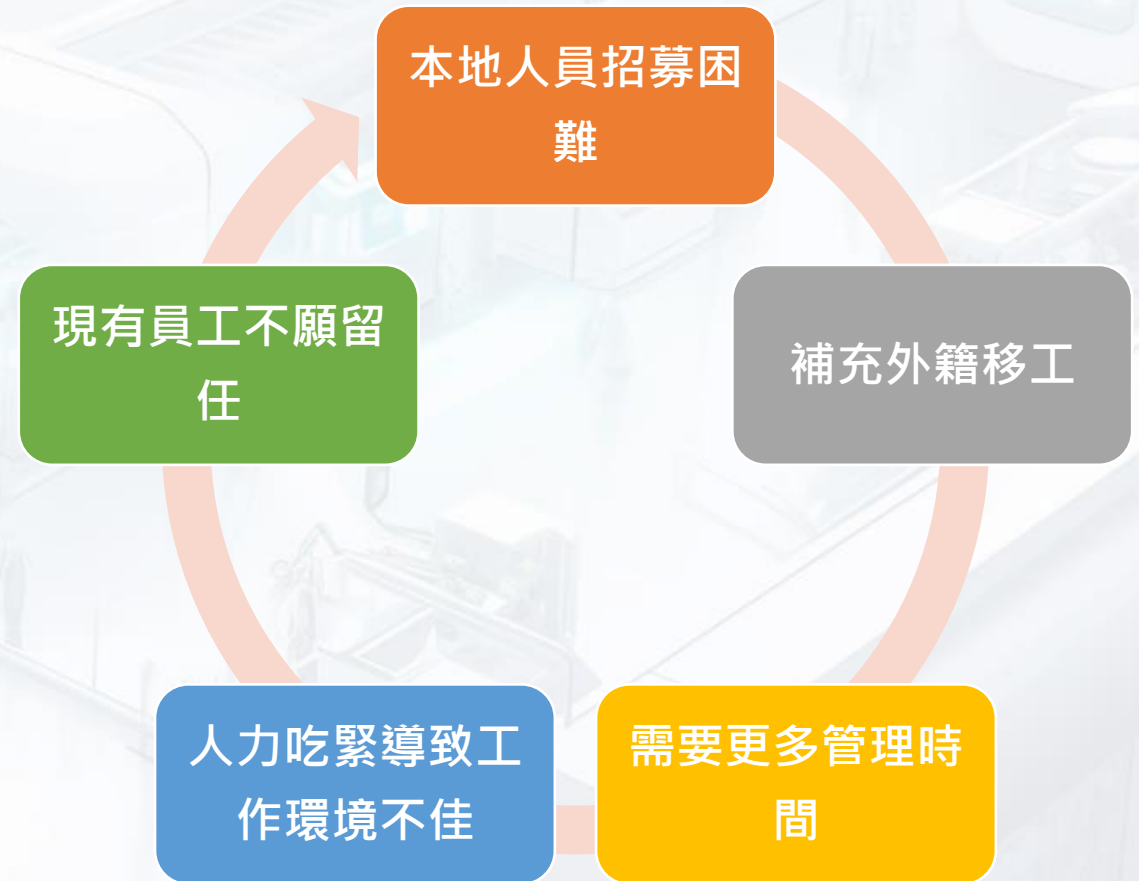 本地人員招募困
難
補充外籍移工
需要更多管理時
間
人力吃緊導致工
作環境不佳
現有員工不願留
任